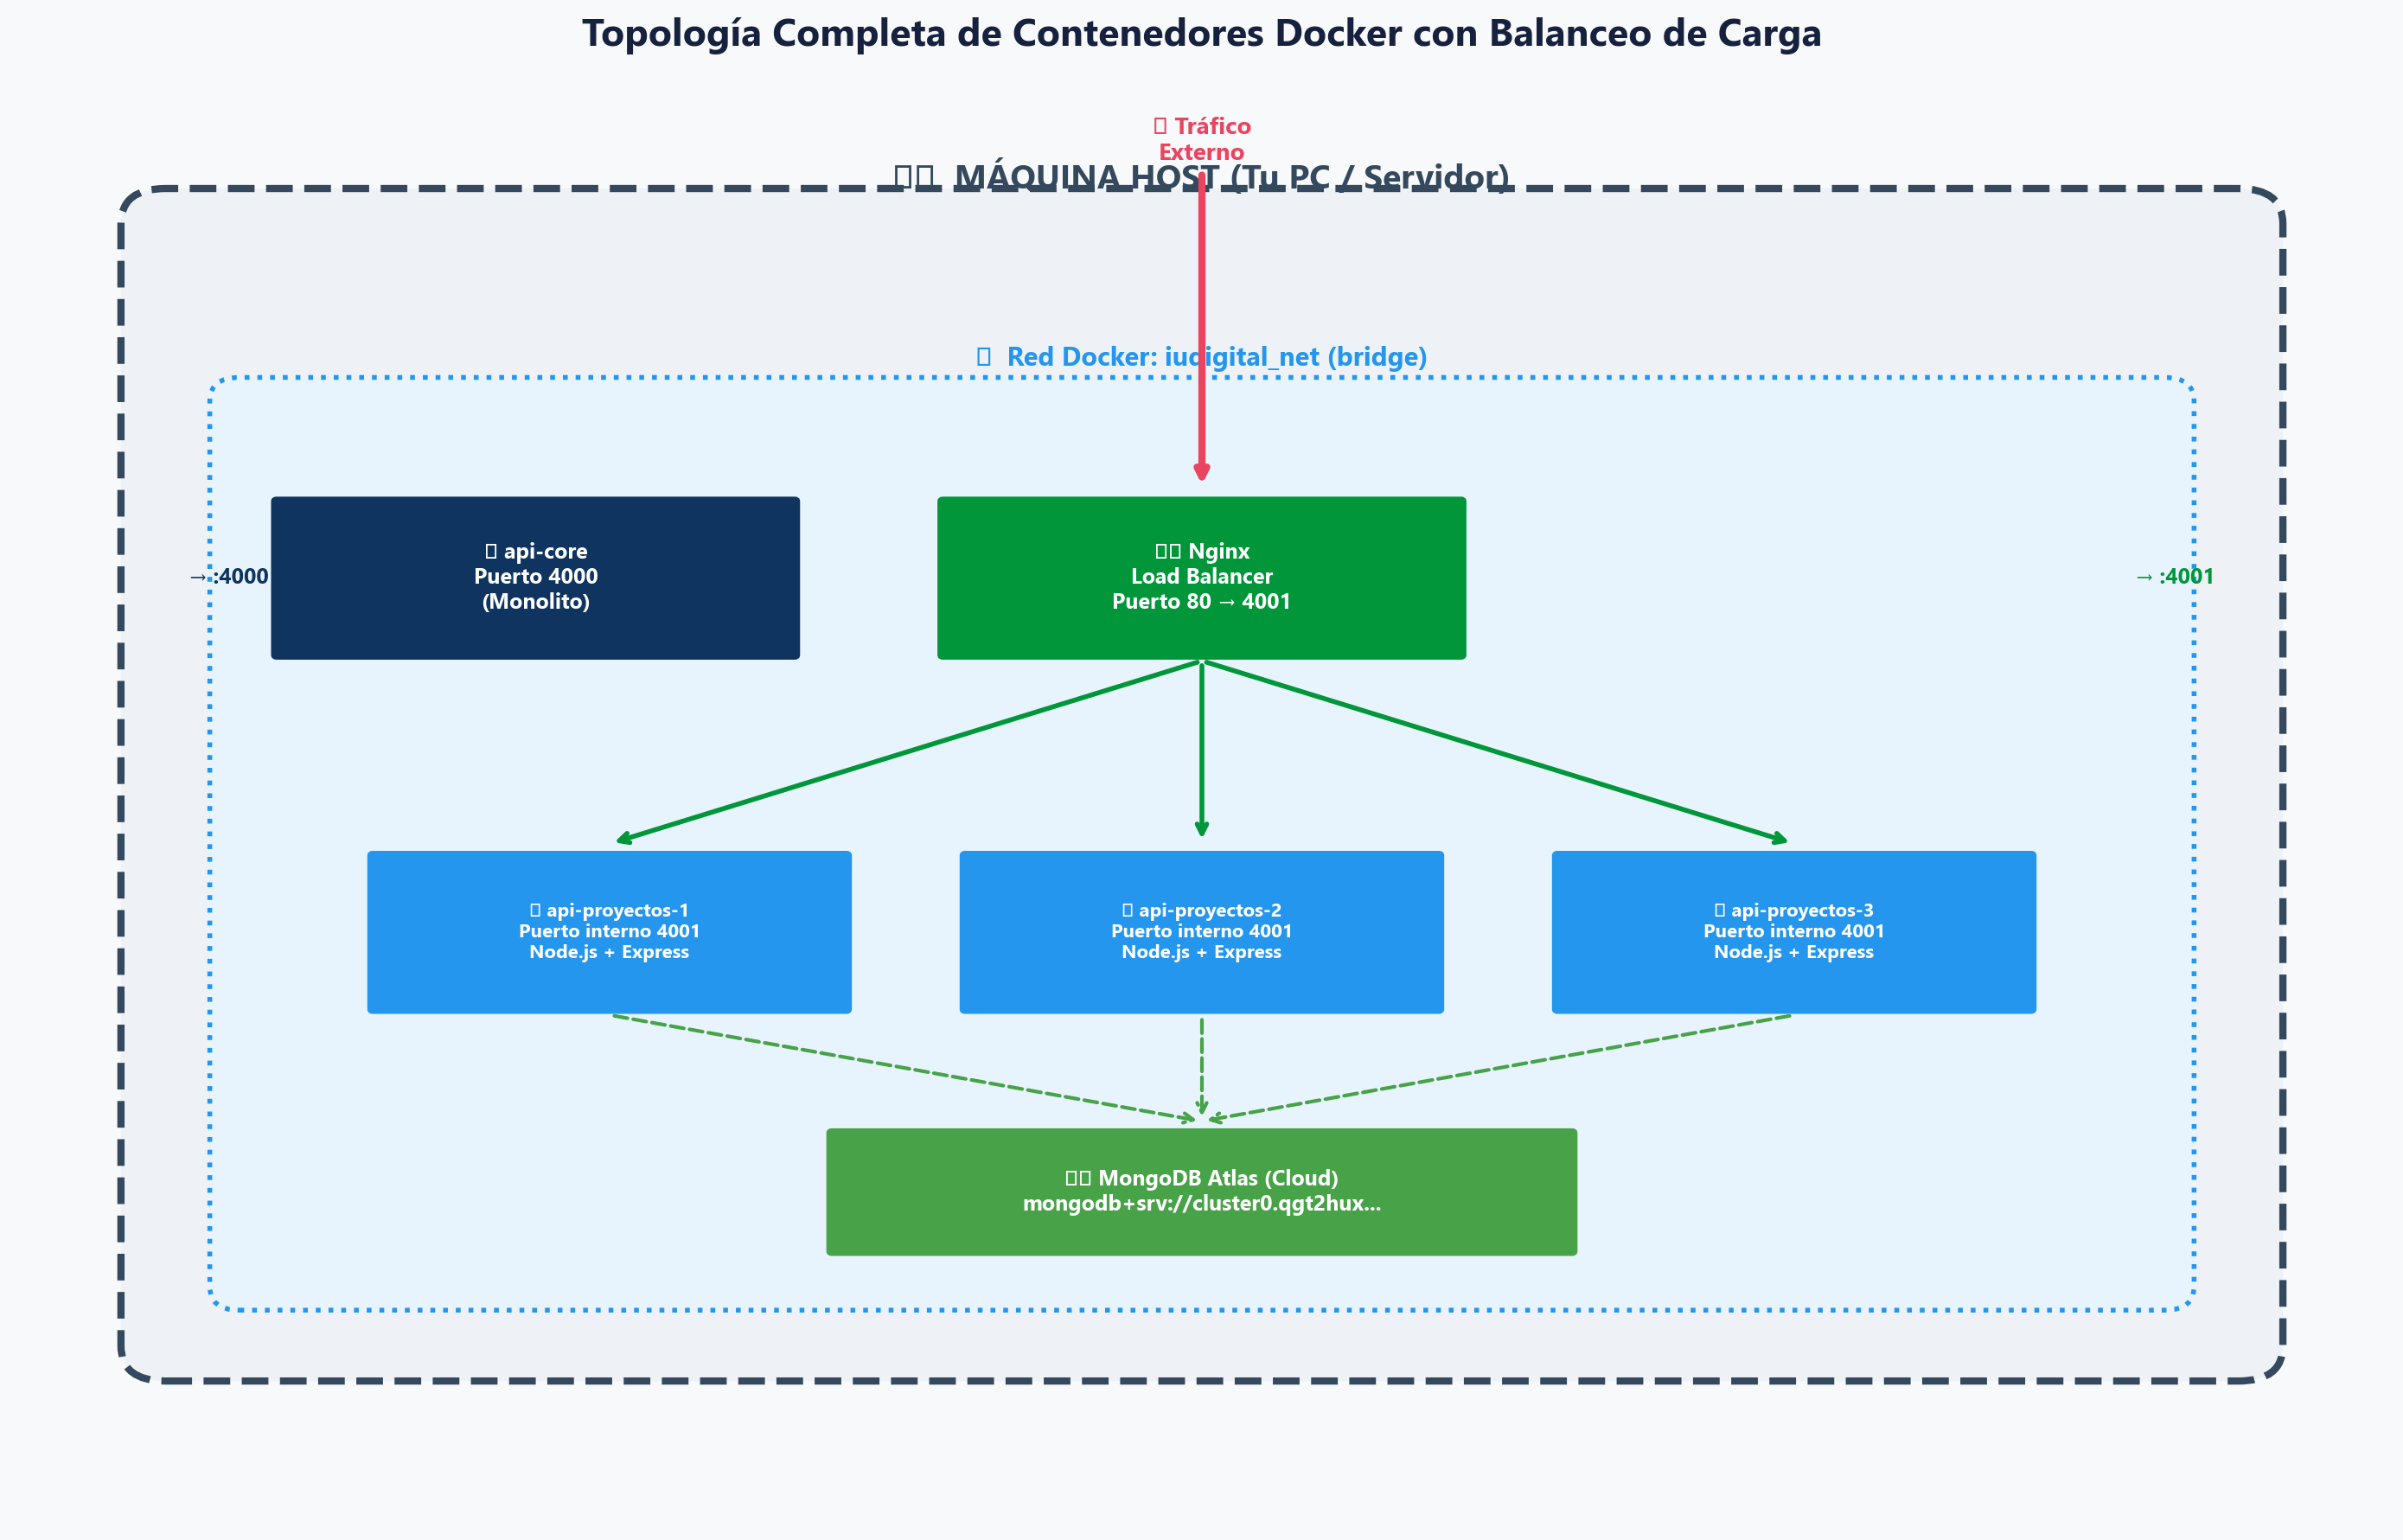 Topología Completa de Contenedores Docker con Balanceo de Carga
Tráfico
Externo
MÁQUINA HOST (Tu PC / Servidor)
Red Docker: iudigital_net (bridge)
→ :4000
api-core
Puerto 4000
(Monolito)
Nginx
Load Balancer
Puerto 80 → 4001
→ :4001
api-proyectos-1
Puerto interno 4001
Node.js + Express
api-proyectos-2
Puerto interno 4001
Node.js + Express
api-proyectos-3
Puerto interno 4001
Node.js + Express
MongoDB Atlas (Cloud)
mongodb+srv://cluster0.qgt2hux...